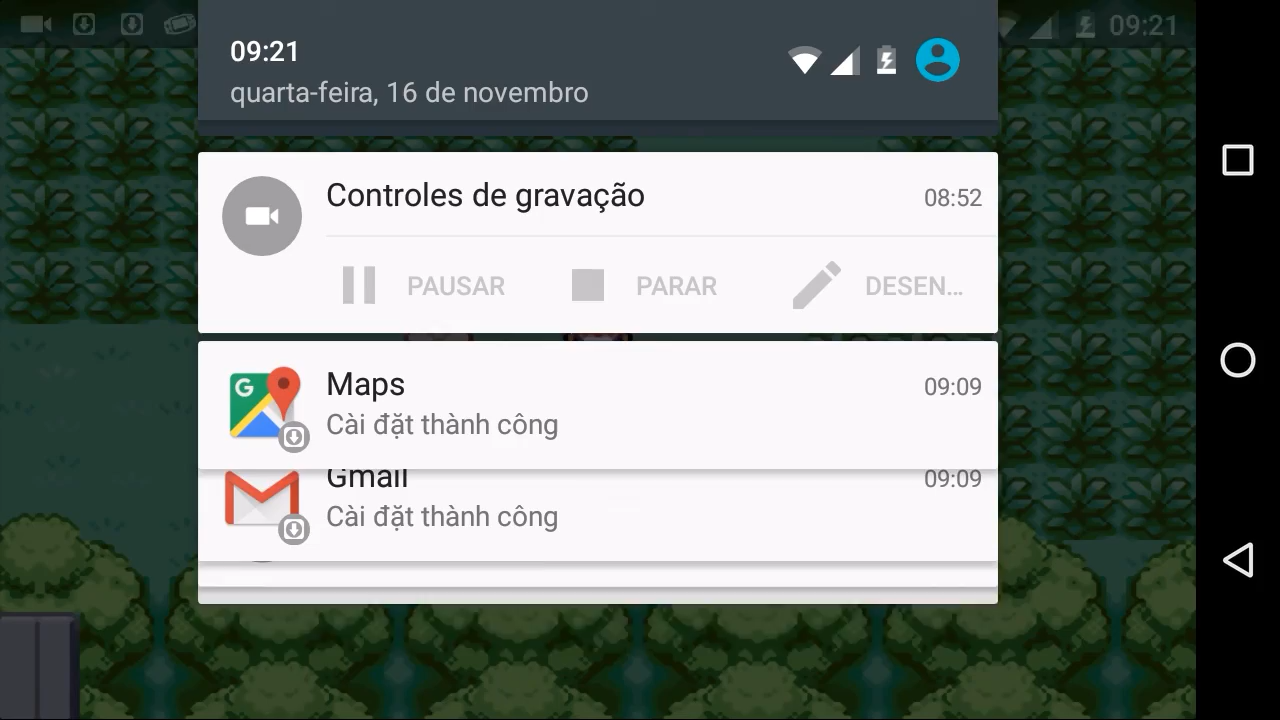 09:21
09:21
quarta-feira, 16 de novembro
Controles de gravação
08:52
PAUSAR
PARAR
DESEN...
Maps
09:09
Cài đặt thành công
Gmail
09:09
Cài đặt thành công